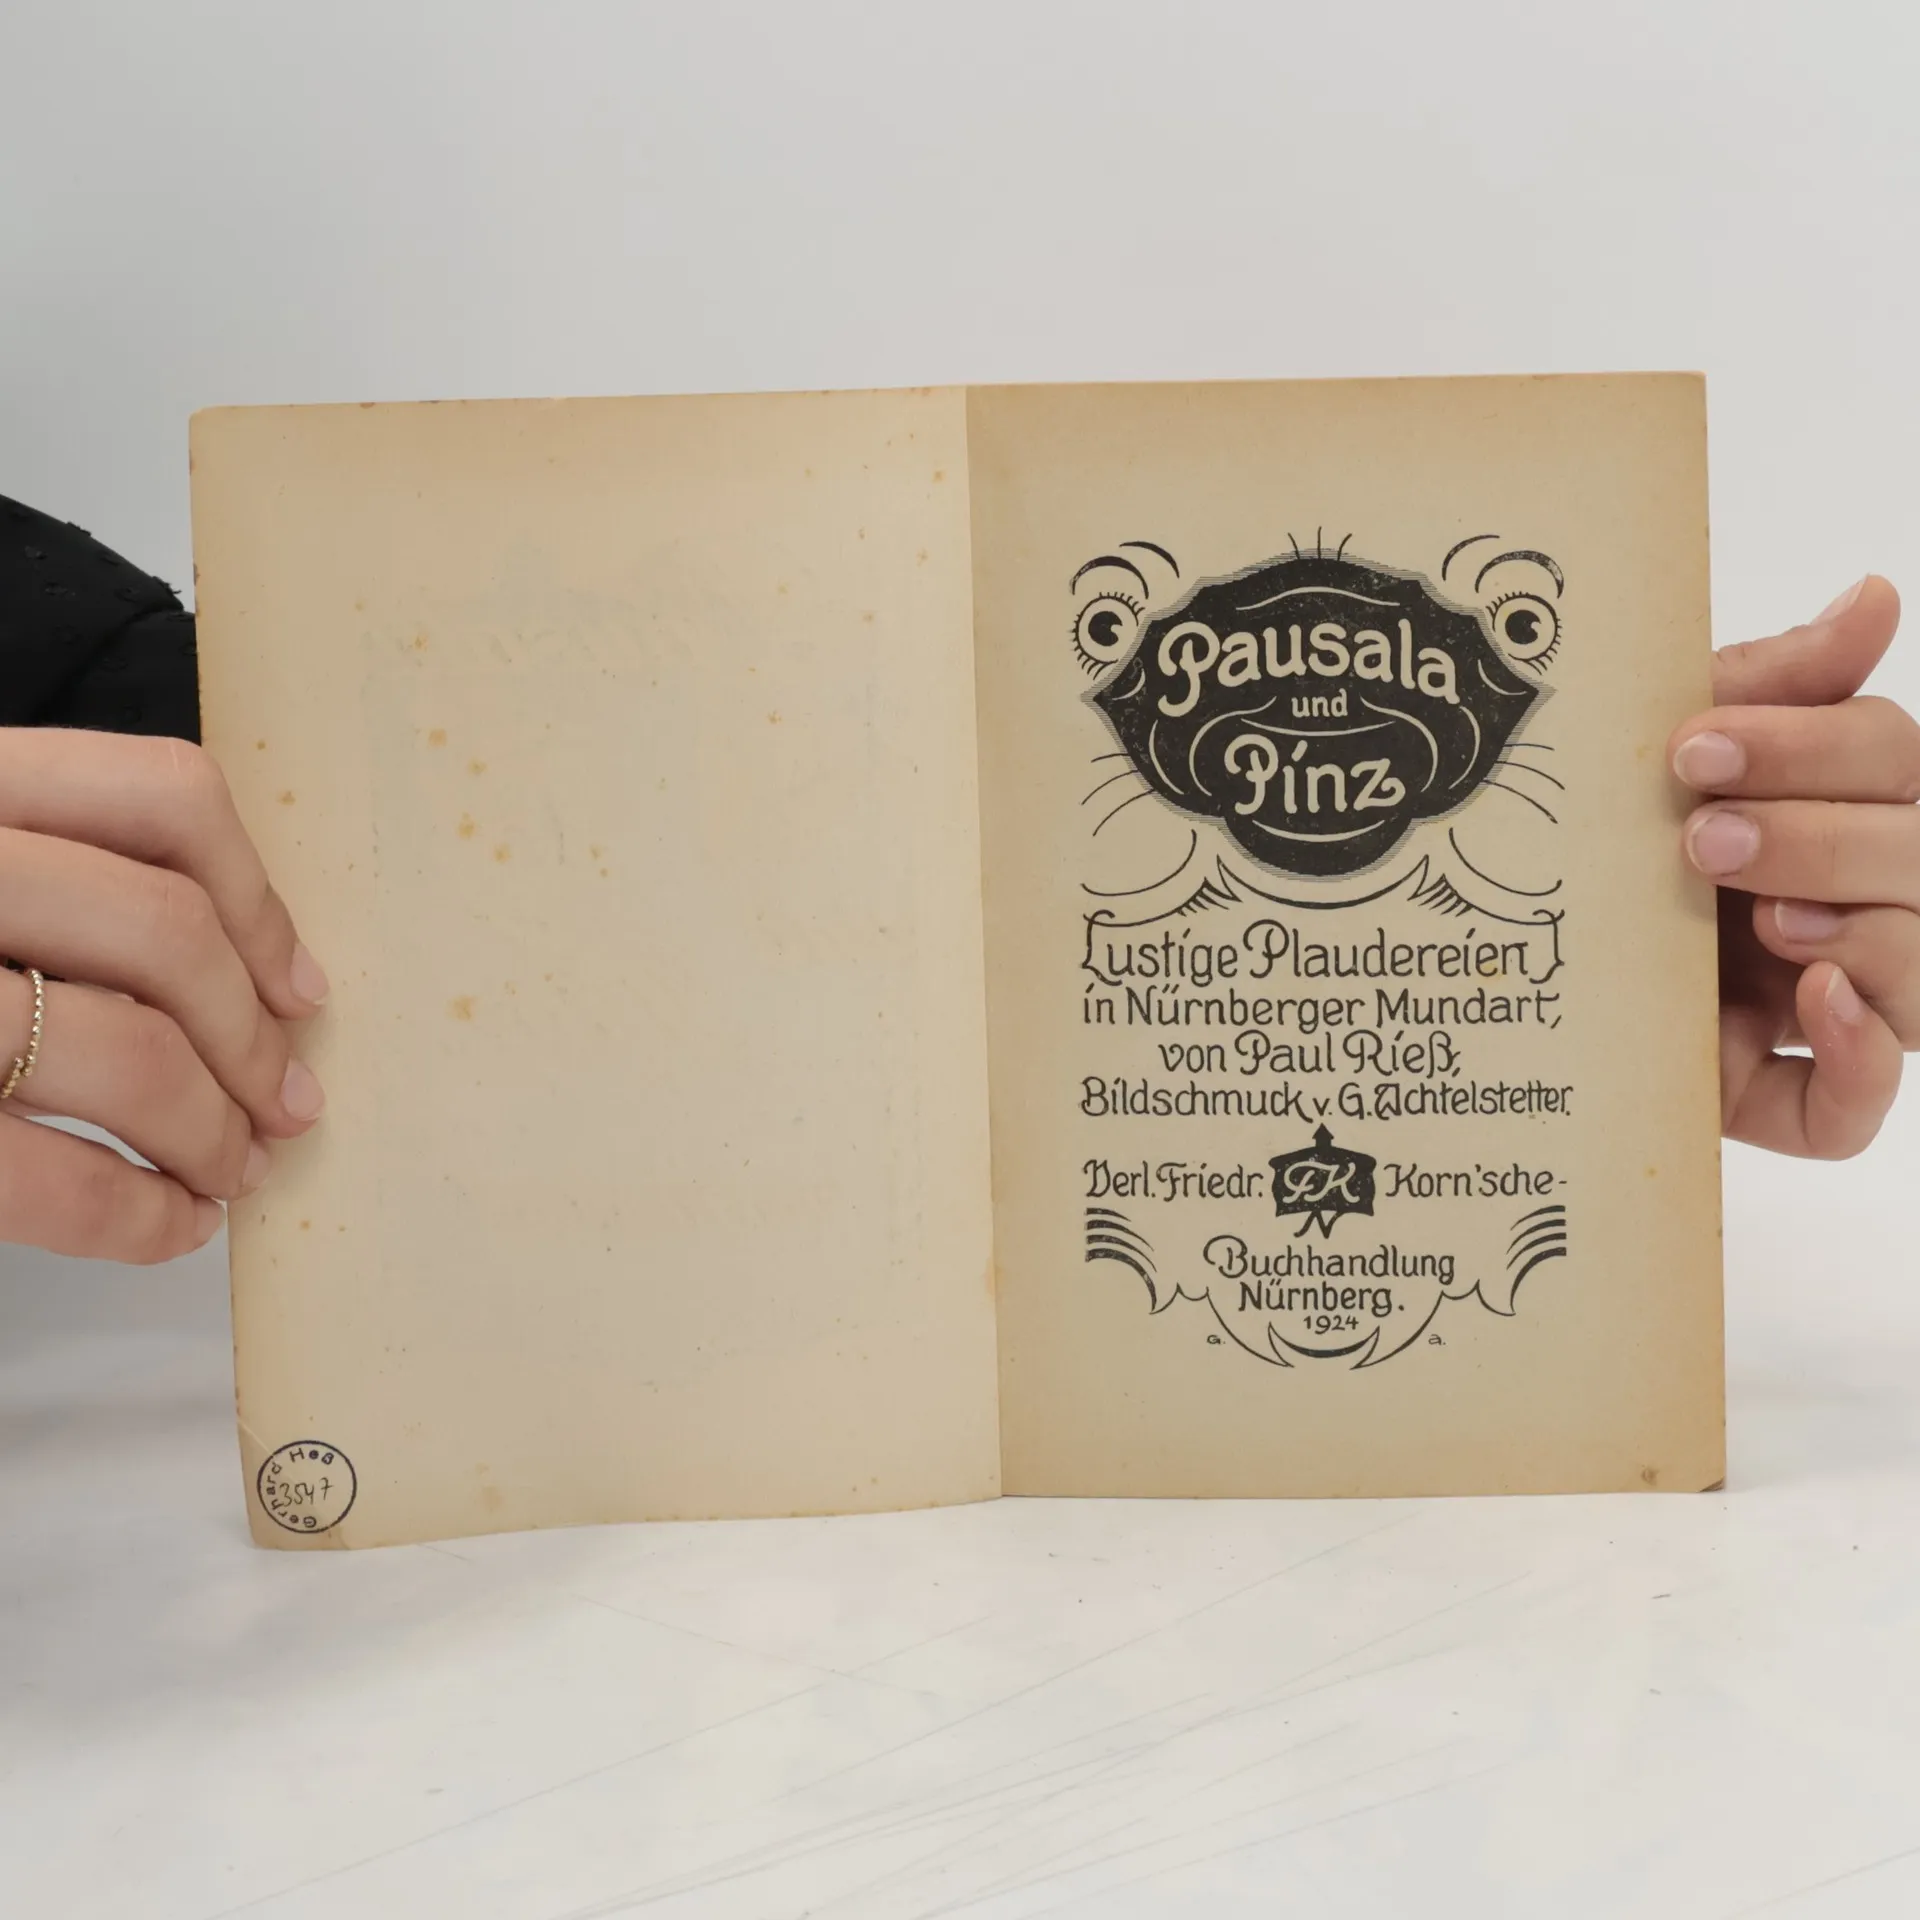 Gerhard Heß
3547
Pausala
und
Pinz
Lustige Plaudereien
in Nürnberger Mundart,
von Paul Rieß,
Bildschmuck v. G. Achtelstetter.
Verl. Friedr. FK Korn'sche-
N
Buchhandlung
Nürnberg.
1924
G. A.